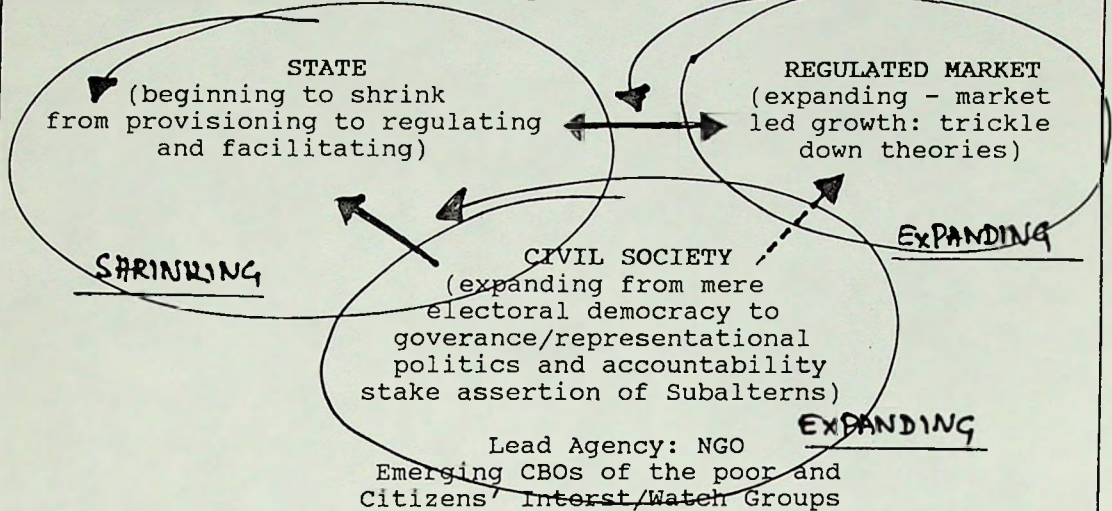 STATE
(beginning to shrink
from provisioning to regulating
and facilitating)
SHRINKING
REGULATED MARKET
(expanding - market
led growth: trickle
down theories)
EXPANDING
CIVIL SOCIETY
(expanding from mere
electoral democracy to
goverance/representational
politics and accountability
stake assertion of Subalterns)
EXPANDING
Lead Agency: NGO
Emerging CBOs of the poor and
Citizens' Interst/Watch Groups